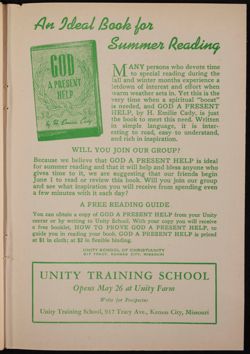 An Ideal Book for
Summer Reading
GOD
A PRESENT
HELP
by H. Emilie Cady
MANY persons who devote time
to special reading during the
fall and winter months experience a
letdown of interest and effort when
warm weather sets in. Yet this is the
very time when a spiritual "boost"
is needed, and GOD A PRESENT
HELP, by H. Emilie Cady, is just
the book to meet this need. Written
in simple language, it is inter-
esting to read, easy to understand,
and rich in inspiration.
WILL YOU JOIN OUR GROUP?
Because we believe that GOD A PRESENT HELP is ideal
for summer reading and that it will help and bless anyone who
gives time to it, we are suggesting that our friends begin
June 1 to read or review this book. Will you join our group
and see what inspiration you will receive from spending even
a few minutes with it each day?
A FREE READING GUIDE
You can obtain a copy of GOD A PRESENT HELP from your Unity
center or by writing to Unity School. With your copy you will receive
a free booklet, HOW TO PROVE GOD A PRESENT HELP, to
guide you in reading your book. GOD A PRESENT HELP is priced
at $1 in cloth; at $2 in flexible binding.
UNITY SCHOOL OF CHRISTIANITY
917 TRACY, KANSAS CITY, MISSOURI
UNITY TRAINING SCHOOL
Opens May 26 at Unity Farm
Write for Prospectus
Unity Training School, 917 Tracy Ave., Kansas City, Missouri